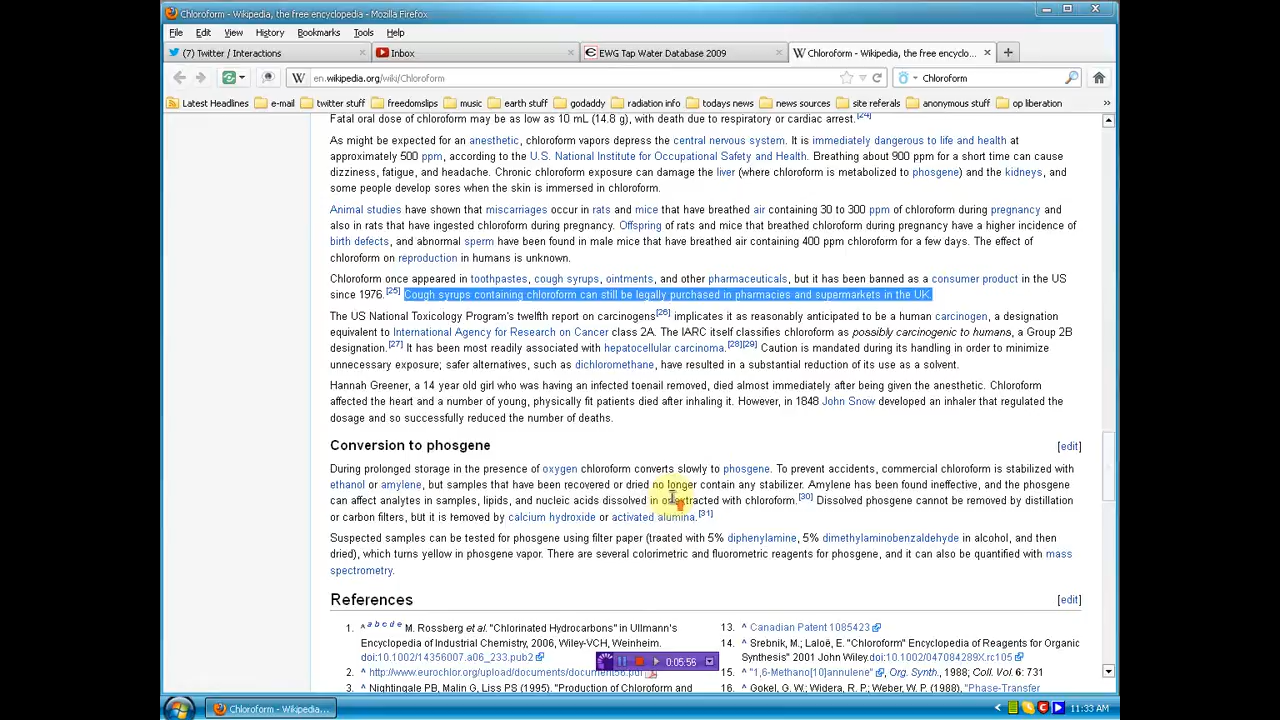 Chloroform - Wikipedia, the free encyclopedia - Mozilla Firefox
File Edit View History Bookmarks Tools Help
(7) Twitter / Interactions × Inbox × EWG Tap Water Database 2009 × Chloroform - Wikipedia, the free encyclo... ×
en.wikipedia.org/wiki/Chloroform Chloroform
Latest Headlines e-mail twitter stuff freedomslips music earth stuff godaddy radiation info todays news news sources site referals anonymous stuff op liberation »
Fatal oral dose of chloroform may be as low as 10 mL (14.8 g), with death due to respiratory or cardiac arrest.[24]
As might be expected for an anesthetic, chloroform vapors depress the central nervous system. It is immediately dangerous to life and health at
approximately 500 ppm, according to the U.S. National Institute for Occupational Safety and Health. Breathing about 900 ppm for a short time can cause
dizziness, fatigue, and headache. Chronic chloroform exposure can damage the liver (where chloroform is metabolized to phosgene) and the kidneys, and
some people develop sores when the skin is immersed in chloroform.
Animal studies have shown that miscarriages occur in rats and mice that have breathed air containing 30 to 300 ppm of chloroform during pregnancy and
also in rats that have ingested chloroform during pregnancy. Offspring of rats and mice that breathed chloroform during pregnancy have a higher incidence of
birth defects, and abnormal sperm have been found in male mice that have breathed air containing 400 ppm chloroform for a few days. The effect of
chloroform on reproduction in humans is unknown.
Chloroform once appeared in toothpastes, cough syrups, ointments, and other pharmaceuticals, but it has been banned as a consumer product in the US
since 1976.[25] Cough syrups containing chloroform can still be legally purchased in pharmacies and supermarkets in the UK.
The US National Toxicology Program's twelfth report on carcinogens[26] implicates it as reasonably anticipated to be a human carcinogen, a designation
equivalent to International Agency for Research on Cancer class 2A. The IARC itself classifies chloroform as possibly carcinogenic to humans, a Group 2B
designation.[27] It has been most readily associated with hepatocellular carcinoma.[28][29] Caution is mandated during its handling in order to minimize
unnecessary exposure; safer alternatives, such as dichloromethane, have resulted in a substantial reduction of its use as a solvent.
Hannah Greener, a 14 year old girl who was having an infected toenail removed, died almost immediately after being given the anesthetic. Chloroform
affected the heart and a number of young, physically fit patients died after inhaling it. However, in 1848 John Snow developed an inhaler that regulated the
dosage and so successfully reduced the number of deaths.
Conversion to phosgene [edit]
During prolonged storage in the presence of oxygen chloroform converts slowly to phosgene. To prevent accidents, commercial chloroform is stabilized with
ethanol or amylene, but samples that have been recovered or dried no longer contain any stabilizer. Amylene has been found ineffective, and the phosgene
can affect analytes in samples, lipids, and nucleic acids dissolved in or extracted with chloroform.[30] Dissolved phosgene cannot be removed by distillation
or carbon filters, but it is removed by calcium hydroxide or activated alumina.[31]
Suspected samples can be tested for phosgene using filter paper (treated with 5% diphenylamine, 5% dimethylaminobenzaldehyde in alcohol, and then
dried), which turns yellow in phosgene vapor. There are several colorimetric and fluorometric reagents for phosgene, and it can also be quantified with mass
spectrometry.
References [edit]
1. ^ a b c d e M. Rossberg et al. "Chlorinated Hydrocarbons" in Ullmann's
Encyclopedia of Industrial Chemistry, 2006, Wiley-VCH, Weinheim.
doi:10.1002/14356007.a06_233.pub2
2. ^ http://www.eurochlor.org/upload/documents/document56.pdf
3. ^ Nightingale PB, Malin G, Liss PS (1995). "Production of Chloroform and
13. ^ Canadian Patent 1085423
14. ^ Srebnik, M.; Laloë, E. "Chloroform" Encyclopedia of Reagents for Organic
Synthesis" 2001 John Wiley.doi:10.1002/047084289X.rc105
15. ^ "1,6-Methano[10]annulene", Org. Synth., 1988; Coll. Vol. 6: 731
16. ^ Gokel, G. W.; Widera, R. P.; Weber, W. P. (1988), "Phase-Transfer
0:05:56
Chloroform - Wikipedia... 11:33 AM